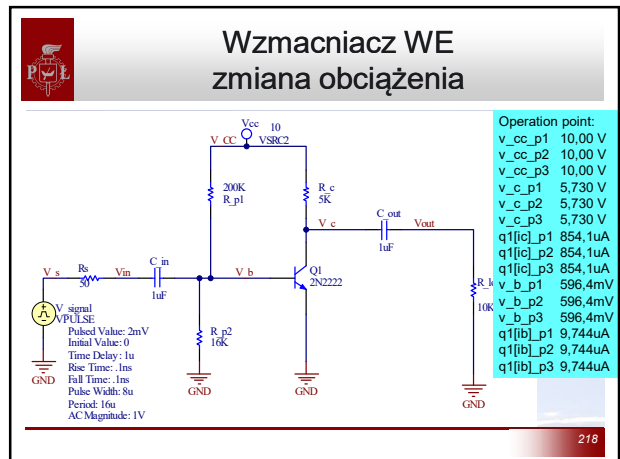 Wzmacniacz WE
zmiana obciążenia
P Ł
Vcc 10
V_CC VSRC2
200K
R_p1
R_c
5K
V_c
C_out
Vout
1uF
V_s
Rs
50
Vin
C_in
1uF
V_b
Q1
2N2222
10K
V_signal
VPULSE
Pulsed Value: 2mV
Initial Value: 0
Time Delay: 1u
Rise Time: .1ns
Fall Time: .1ns
Pulse Width: 8u
Period: 16u
AC Magnitude: 1V
R_p2
16K
GND
GND
GND
GND
Operation point:
v_cc_p1 10,00 V
v_cc_p2 10,00 V
v_cc_p3 10,00 V
v_c_p1 5,730 V
v_c_p2 5,730 V
v_c_p3 5,730 V
q1[ic]_p1 854,1uA
q1[ic]_p2 854,1uA
q1[ic]_p3 854,1uA
v_b_p1 596,4mV
v_b_p2 596,4mV
v_b_p3 596,4mV
q1[ib]_p1 9,744uA
q1[ib]_p2 9,744uA
q1[ib]_p3 9,744uA
218